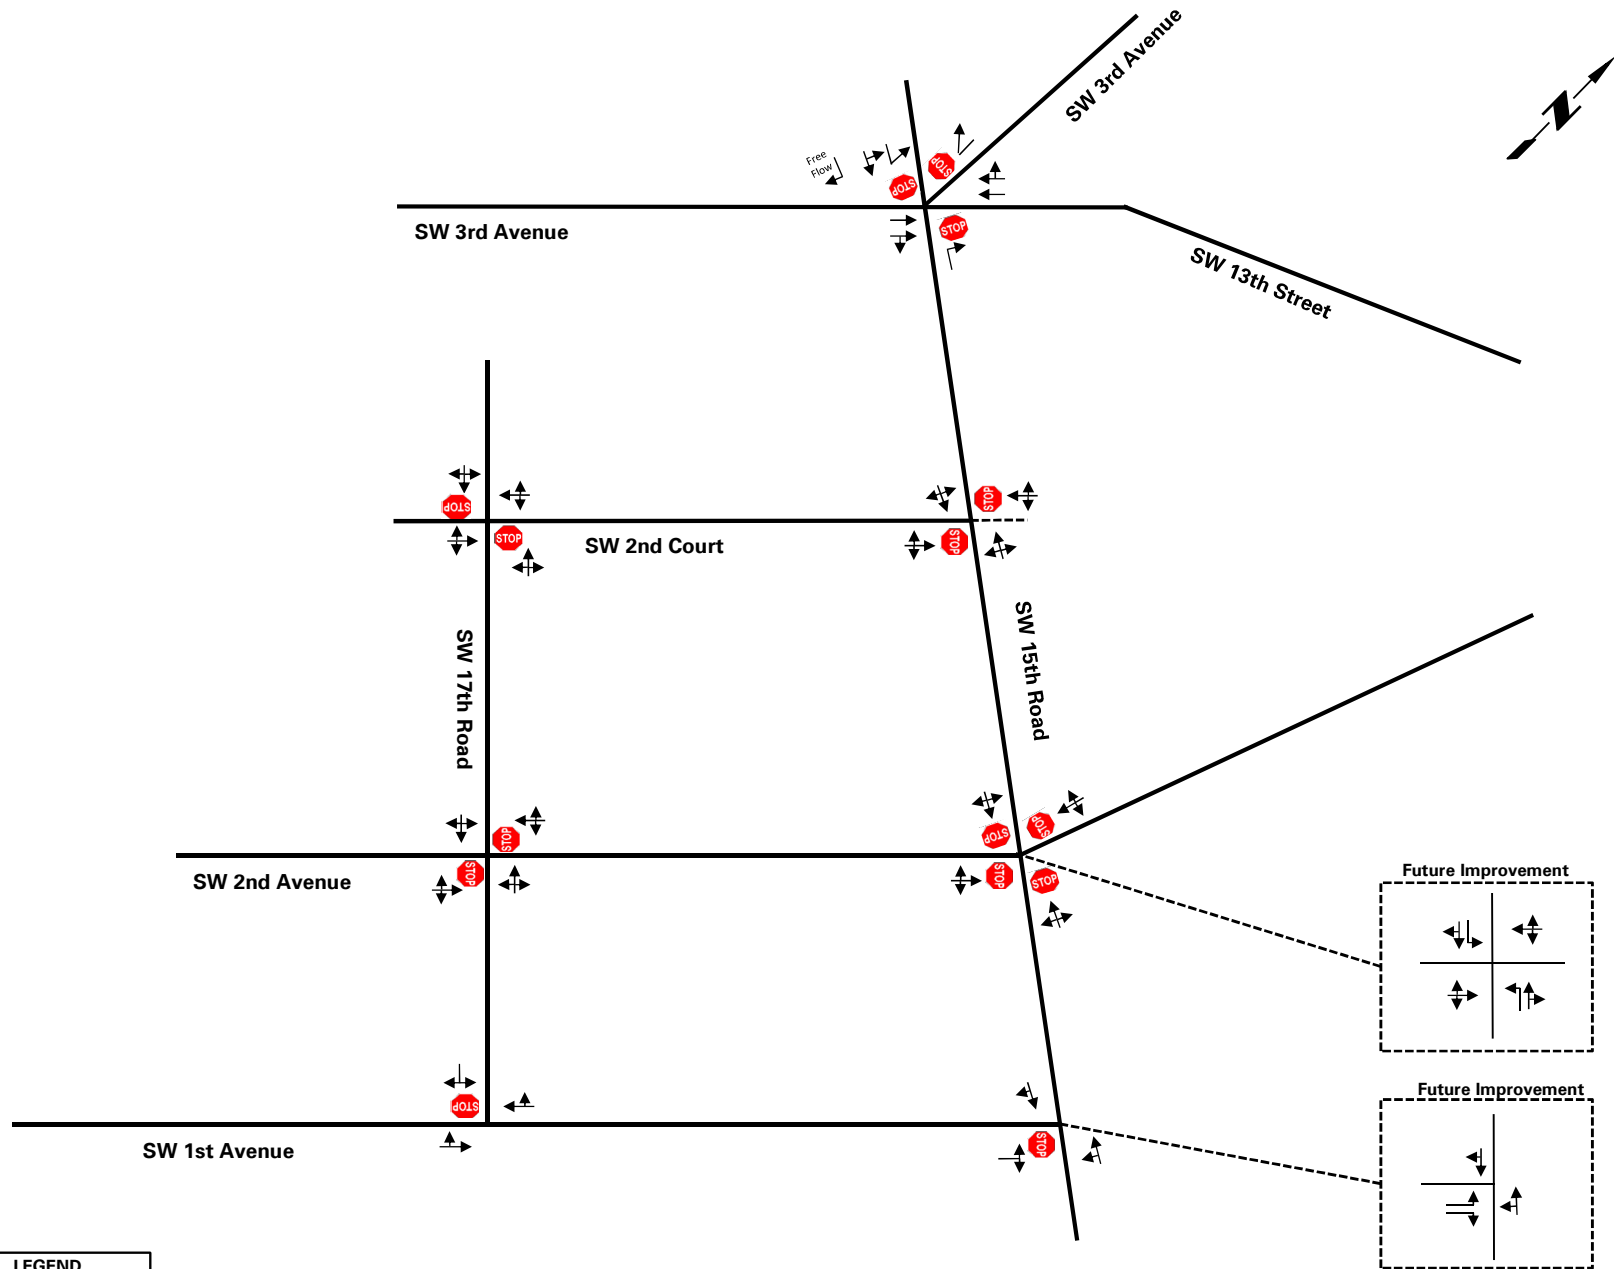 SW 3rd Avenue
N
Free
Flow
STOP
STOP
SW 3rd Avenue
STOP
SW 13th Street
STOP
STOP
STOP
SW 2nd Court
STOP
SW 17th Road
SW 15th Road
STOP
STOP
STOP
STOP
SW 2nd Avenue
STOP
STOP
Future Improvement
Future Improvement
STOP
SW 1st Avenue
STOP
LEGEND